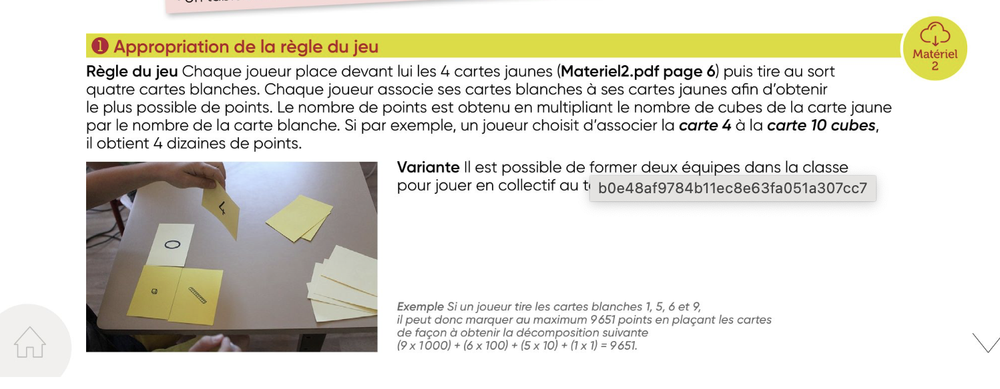 ❶ Appropriation de la règle du jeu
Matériel
2
Règle du jeu Chaque joueur place devant lui les 4 cartes jaunes (Materiel2.pdf page 6) puis tire au sort
quatre cartes blanches. Chaque joueur associe ses cartes blanches à ses cartes jaunes afin d’obtenir
le plus possible de points. Le nombre de points est obtenu en multipliant le nombre de cubes de la carte jaune
par le nombre de la carte blanche. Si par exemple, un joueur choisit d’associer la carte 4 à la carte 10 cubes,
il obtient 4 dizaines de points.
4
0
Variante Il est possible de former deux équipes dans la classe
pour jouer en collectif au
b0e48af9784b11ec8e63fa051a307cc7
Exemple Si un joueur tire les cartes blanches 1, 5, 6 et 9,
il peut donc marquer au maximum 9 651 points en plaçant les cartes
de façon à obtenir la décomposition suivante
(9 x 1 000) + (6 x 100) + (5 x 10) + (1 x 1) = 9 651.